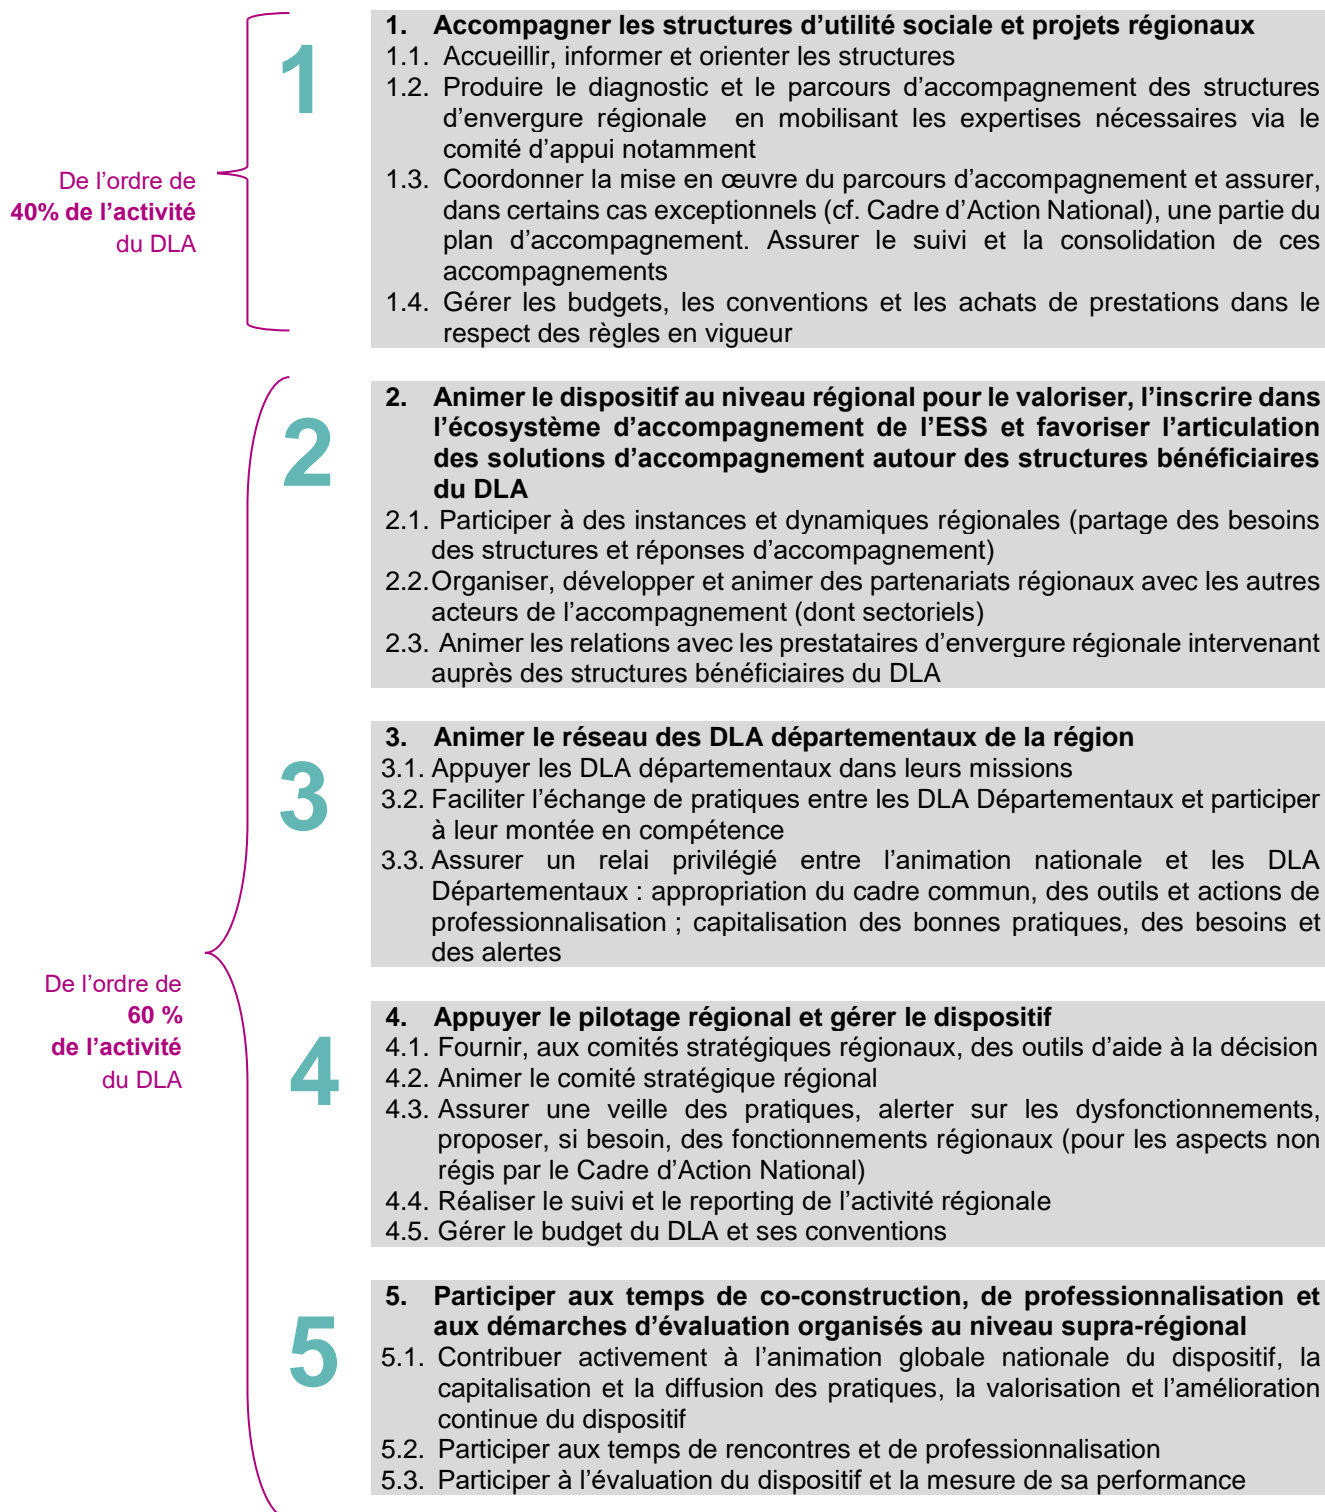 1
De l’ordre de
40% de l’activité
du DLA
1. Accompagner les structures d’utilité sociale et projets régionaux
1.1. Accueillir, informer et orienter les structures
1.2. Produire le diagnostic et le parcours d’accompagnement des structures
d’envergure régionale en mobilisant les expertises nécessaires via le
comité d’appui notamment
1.3. Coordonner la mise en œuvre du parcours d’accompagnement et assurer,
dans certains cas exceptionnels (cf. Cadre d’Action National), une partie du
plan d’accompagnement. Assurer le suivi et la consolidation de ces
accompagnements
1.4. Gérer les budgets, les conventions et les achats de prestations dans le
respect des règles en vigueur
2
2. Animer le dispositif au niveau régional pour le valoriser, l’inscrire dans
l’écosystème d’accompagnement de l’ESS et favoriser l’articulation
des solutions d’accompagnement autour des structures bénéficiaires
du DLA
2.1. Participer à des instances et dynamiques régionales (partage des besoins
des structures et réponses d’accompagnement)
2.2.Organiser, développer et animer des partenariats régionaux avec les autres
acteurs de l’accompagnement (dont sectoriels)
2.3. Animer les relations avec les prestataires d’envergure régionale intervenant
auprès des structures bénéficiaires du DLA
3
3. Animer le réseau des DLA départementaux de la région
3.1. Appuyer les DLA départementaux dans leurs missions
3.2. Faciliter l’échange de pratiques entre les DLA Départementaux et participer
à leur montée en compétence
3.3. Assurer un relai privilégié entre l’animation nationale et les DLA
Départementaux : appropriation du cadre commun, des outils et actions de
professionnalisation ; capitalisation des bonnes pratiques, des besoins et
des alertes
De l’ordre de
60 %
de l’activité
du DLA
4
4. Appuyer le pilotage régional et gérer le dispositif
4.1. Fournir, aux comités stratégiques régionaux, des outils d’aide à la décision
4.2. Animer le comité stratégique régional
4.3. Assurer une veille des pratiques, alerter sur les dysfonctionnements,
proposer, si besoin, des fonctionnements régionaux (pour les aspects non
régis par le Cadre d’Action National)
4.4. Réaliser le suivi et le reporting de l’activité régionale
4.5. Gérer le budget du DLA et ses conventions
5
5. Participer aux temps de co-construction, de professionnalisation et
aux démarches d’évaluation organisés au niveau supra-régional
5.1. Contribuer activement à l’animation globale nationale du dispositif, la
capitalisation et la diffusion des pratiques, la valorisation et l’amélioration
continue du dispositif
5.2. Participer aux temps de rencontres et de professionnalisation
5.3. Participer à l’évaluation du dispositif et la mesure de sa performance